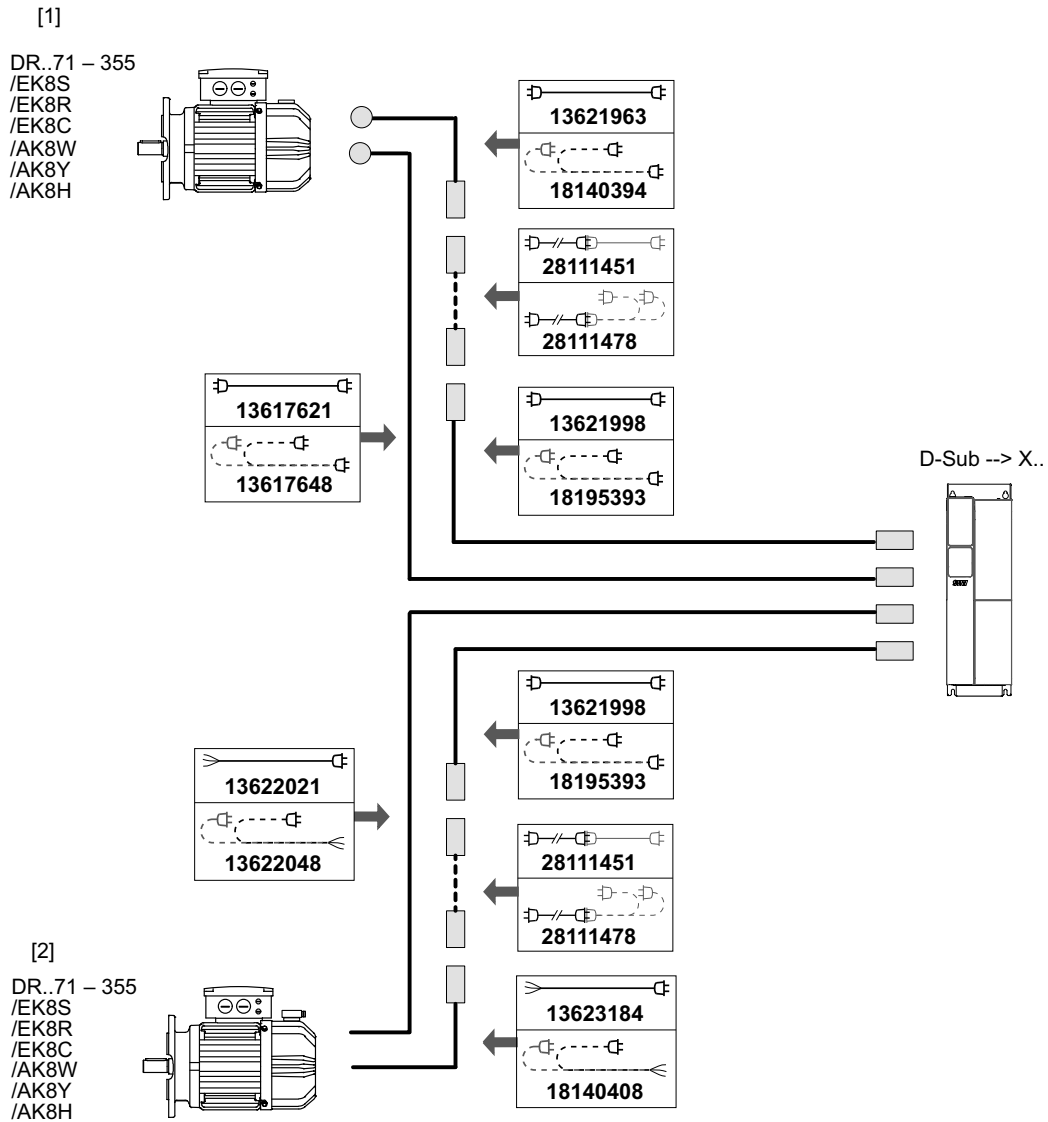 [1]
DR..71 – 355
/EK8S
/EK8R
/EK8C
/AK8W
/AK8Y
/AK8H
13621963
18140394
28111451
28111478
13617621
13617648
13621998
18195393
D-Sub --> X..
13621998
18195393
13622021
13622048
28111451
28111478
[2]
DR..71 – 355
/EK8S
/EK8R
/EK8C
/AK8W
/AK8Y
/AK8H
13623184
18140408